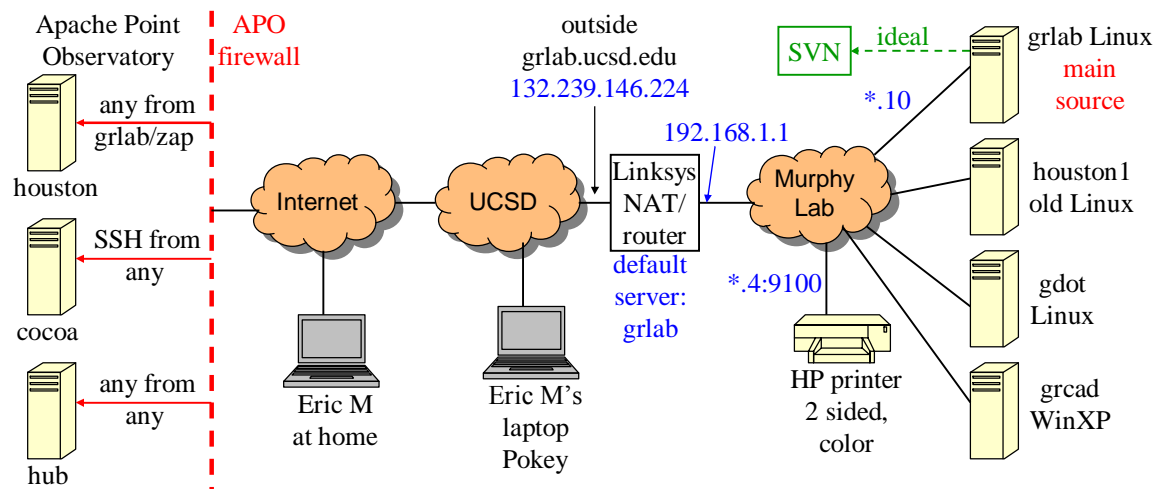 Apache Point
Observatory
APO
firewall
any from
grlab/zap
houston
SSH from
any
cocoa
any from
any
hub
Internet
Eric M
at home
UCSD
Eric M's
laptop
Pokey
outside
grlab.ucsd.edu
132.239.146.224
Linksys
NAT/
router
default
server:
grlab
192.168.1.1
Murphy
Lab
*.4:9100
HP printer
2 sided,
color
SVN
ideal
*.10
grlab Linux
main
source
houston1
old Linux
gdot
Linux
grcad
WinXP